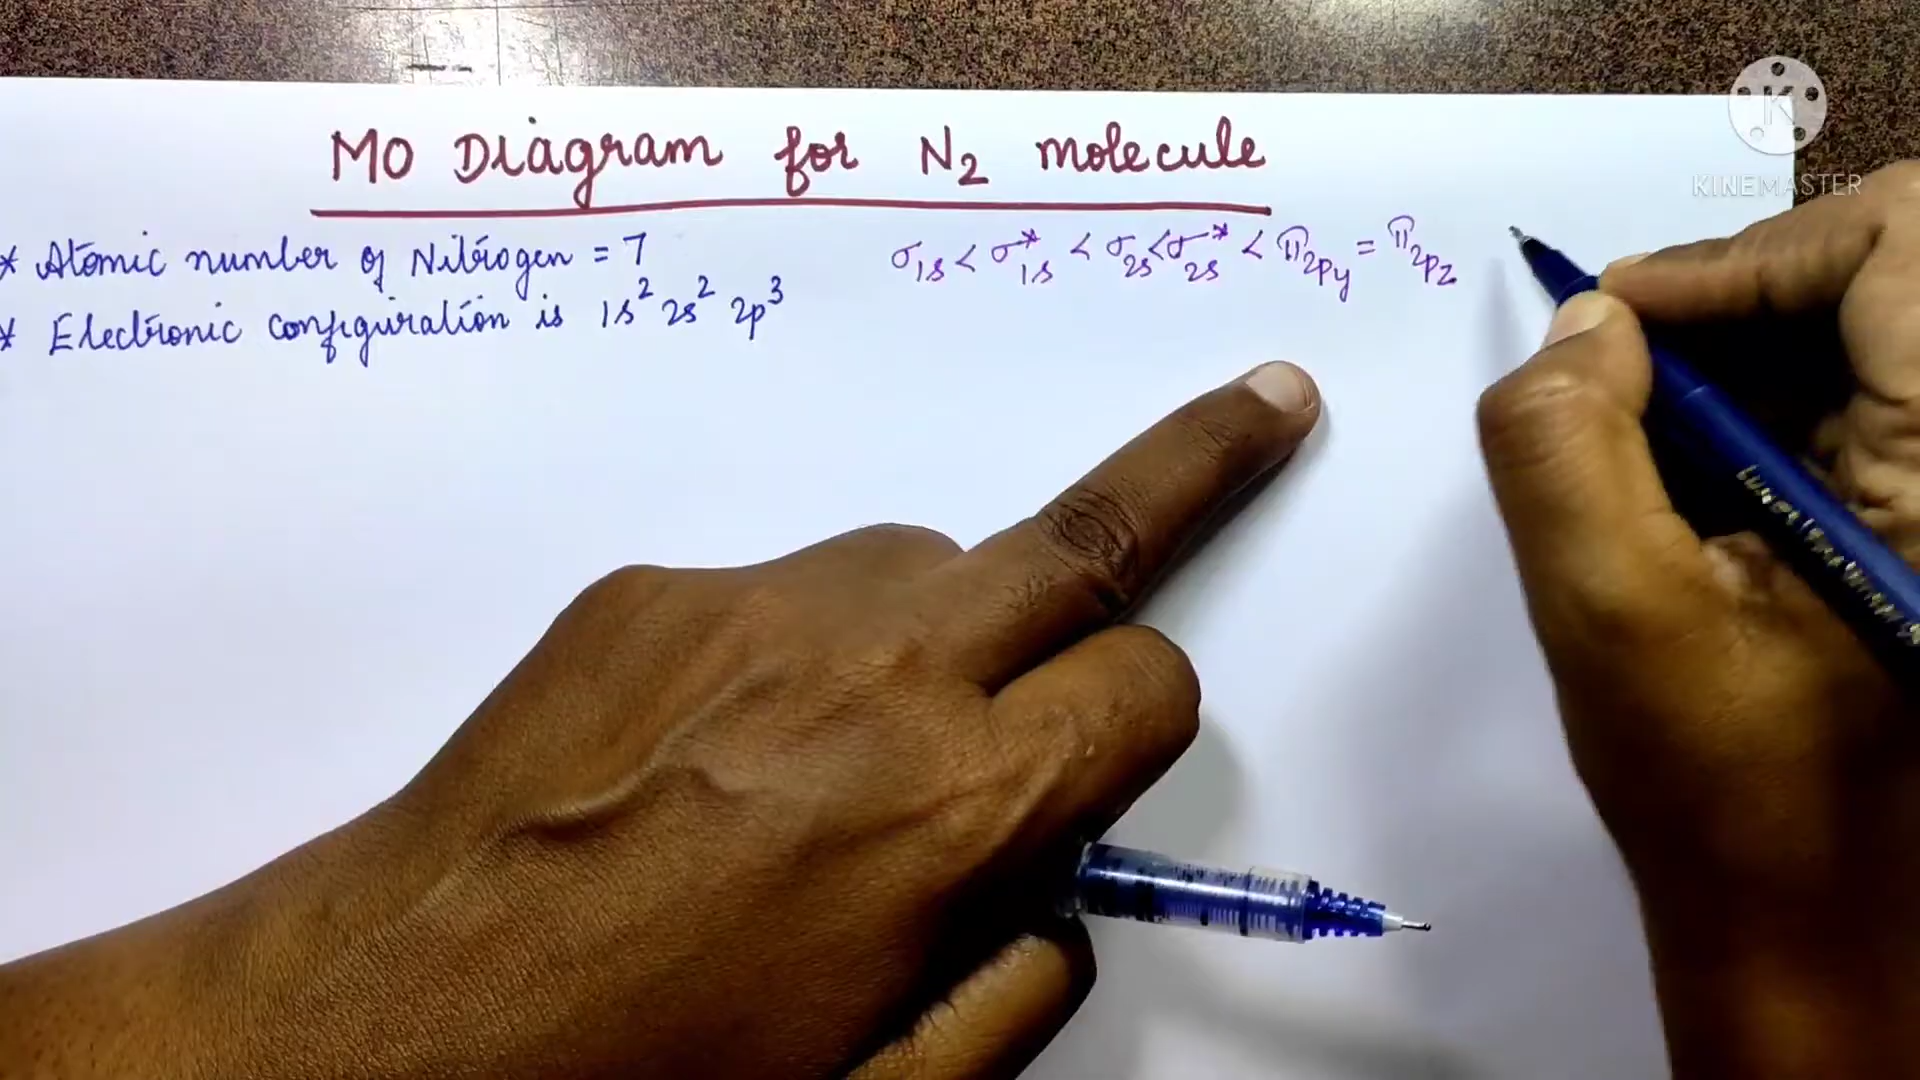 MO Diagram for N2 molecule
* Atomic number of Nitrogen = 7
* Electronic configuration is 1s² 2s² 2p³
σ1s < σ*1s < σ2s < σ*2s < π2py = π2pz
K
KINEMASTER